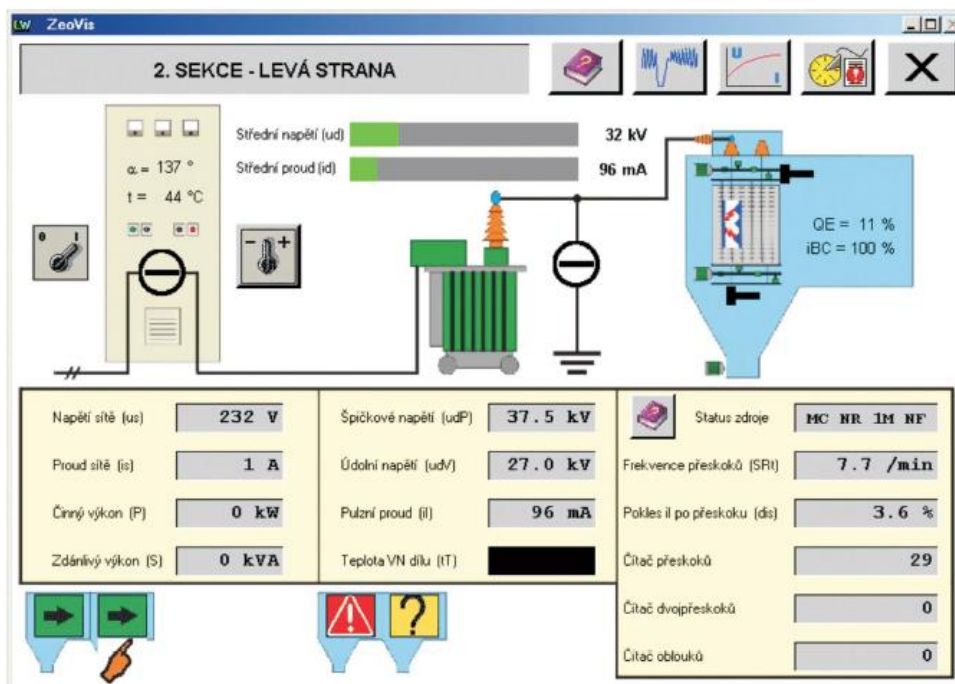 LW ZeoVis
2. SEKCE - LEVÁ STRANA
?
U
I
X
α = 137 °
t = 44 °C
0 I
- +
Střední napětí (ud) 32 kV
Střední proud (id) 96 mA
QE = 11 %
iBC = 100 %
Napětí sítě (us) 232 V
Proud sítě (is) 1 A
Činný výkon (P) 0 kW
Zdánlivý výkon (S) 0 kVA
Špičkové napětí (udP) 37.5 kV
Údolní napětí (udV) 27.0 kV
Pulzní proud (il) 96 mA
Teplota VN dílu (tT)
? Status zdroje MC NR 1M NF
Frekvence přeskoků (SRt) 7.7 /min
Pokles il po přeskoku (dis) 3.6 %
Čítač přeskoků 29
Čítač dvojpřeskoků 0
Čítač oblouků 0
! ?